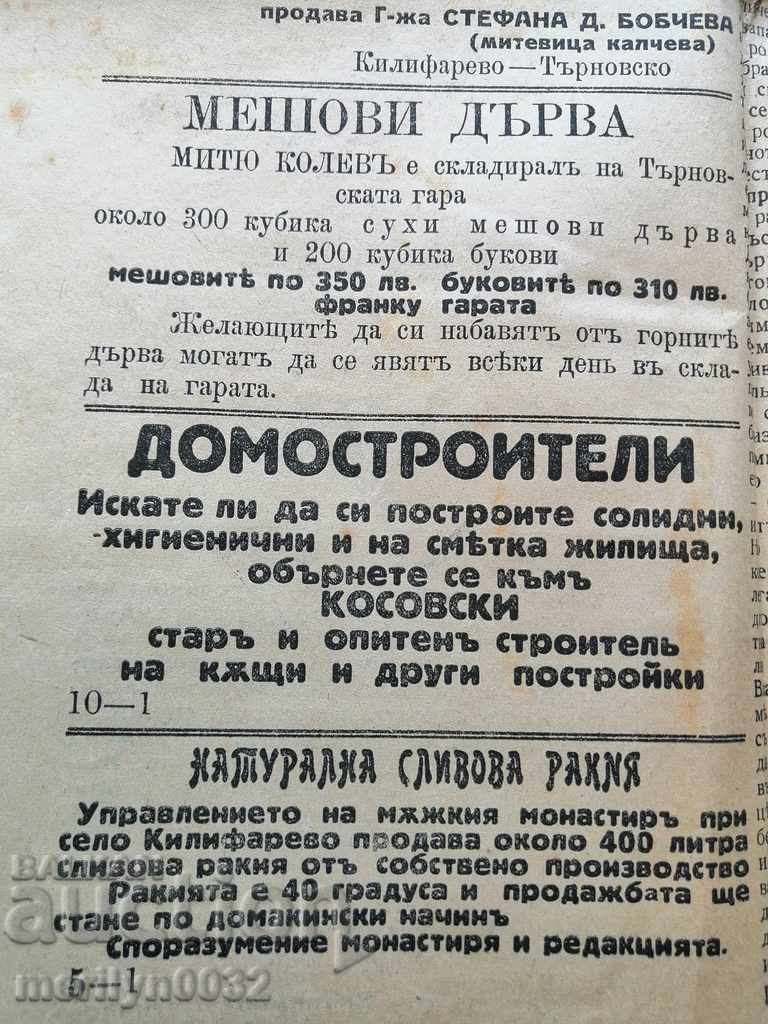 продава Г-жа СТЕФАНА Д. БОБЧЕВА
(митевица калчева)
Килифарево — Търновско
МЕШОВИ ДЪРВА
МИТЮ КОЛЕВЪ е складиралъ на Търнов-
ската гара
около 300 кубика сухи мешови дърва
и 200 кубика букови
мешовитѣ по 350 лв. буковитѣ по 310 лв.
франку гарата
Желающитѣ да си набавятъ отъ горнитѣ
дърва могатъ да се явятъ всѣки день въ скла-
да на гарата.
ДОМОСТРОИТЕЛИ
Искате ли да си построите солидни,
-хигиенични и на смѣтка жилища,
обърнете се къмъ
КОСОВСКИ
старъ и опитенъ строитель
на кѫщи и други постройки
10—1
НАТУРАЛНА СЛИВОВА РАКИЯ
Управлението на мѫжкия монастиръ при
село Килифарево продава около 400 литра
сливова ракия отъ собствено производство
Ракията е 40 градуса и продажбата ще
стане по домакински начинъ
Споразумение монастиря и редакцията.
5—1
merilyn0032